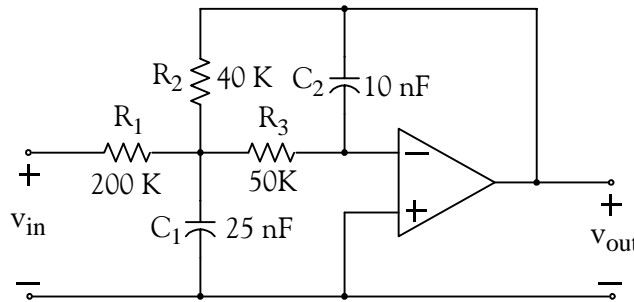 R2 40 K
C2 10 nF
R1
200 K
R3
50K
+
vin
−
C1 25 nF
−
+
+
vout
−